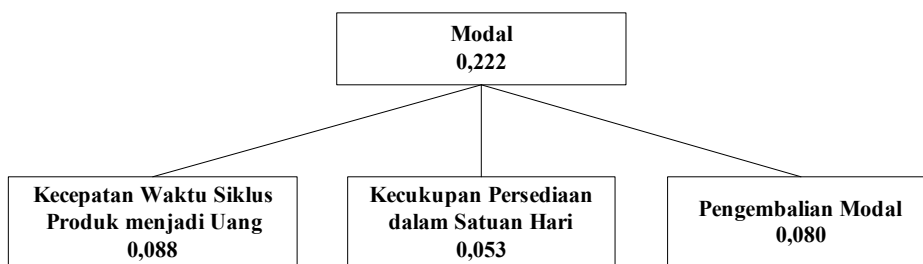 Modal
0,222
Kecepatan Waktu Siklus
Produk menjadi Uang
0,088
Kecukupan Persediaan
dalam Satuan Hari
0,053
Pengembalian Modal
0,080